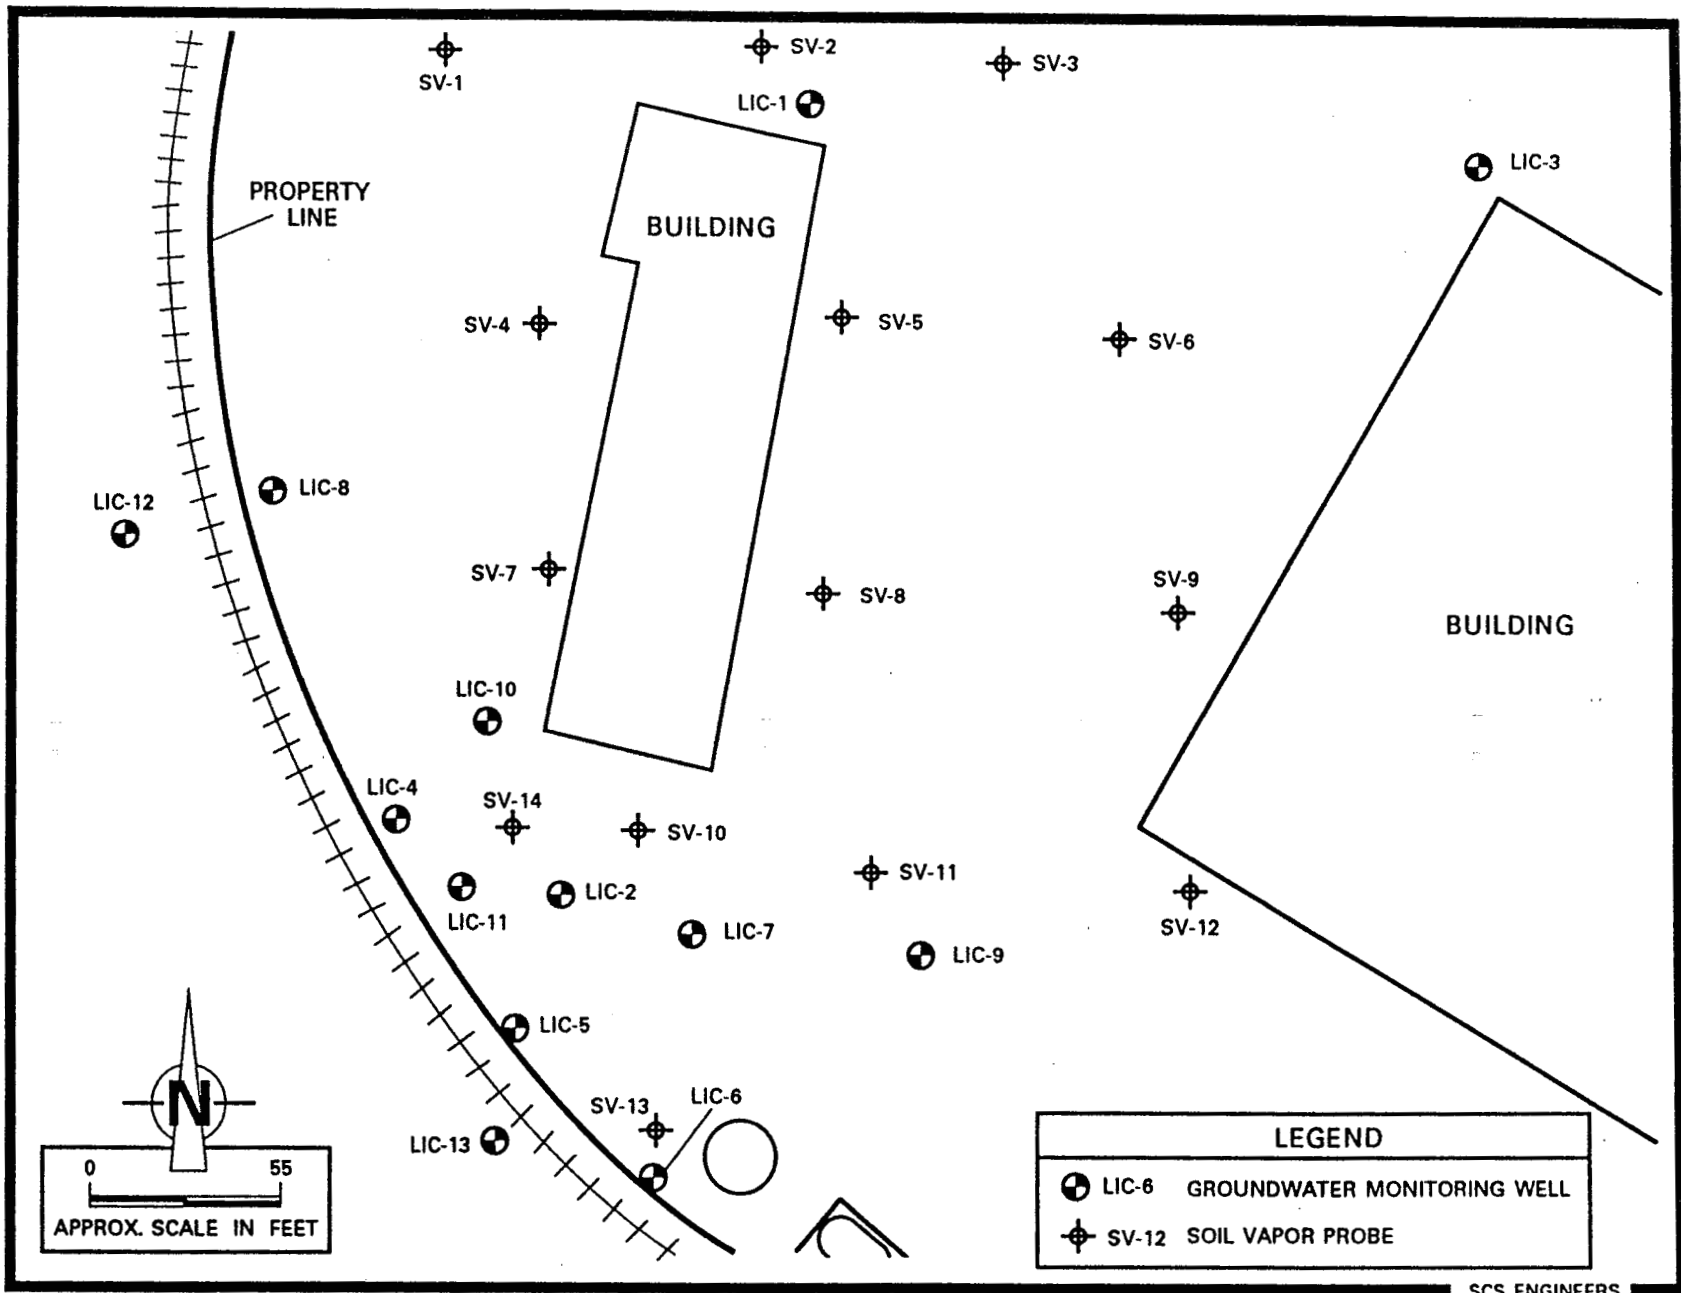 SV-1
SV-2
SV-3
LIC-1
LIC-3
PROPERTY
LINE
BUILDING
SV-4
SV-5
SV-6
LIC-12
LIC-8
SV-7
SV-8
SV-9
BUILDING
LIC-10
LIC-4
SV-14
SV-10
SV-11
LIC-11
LIC-2
LIC-7
LIC-9
SV-12
LIC-5
N
SV-13
LIC-6
LIC-13
0 55
APPROX. SCALE IN FEET
LEGEND
LIC-6 GROUNDWATER MONITORING WELL
SV-12 SOIL VAPOR PROBE
SCS ENGINEERS